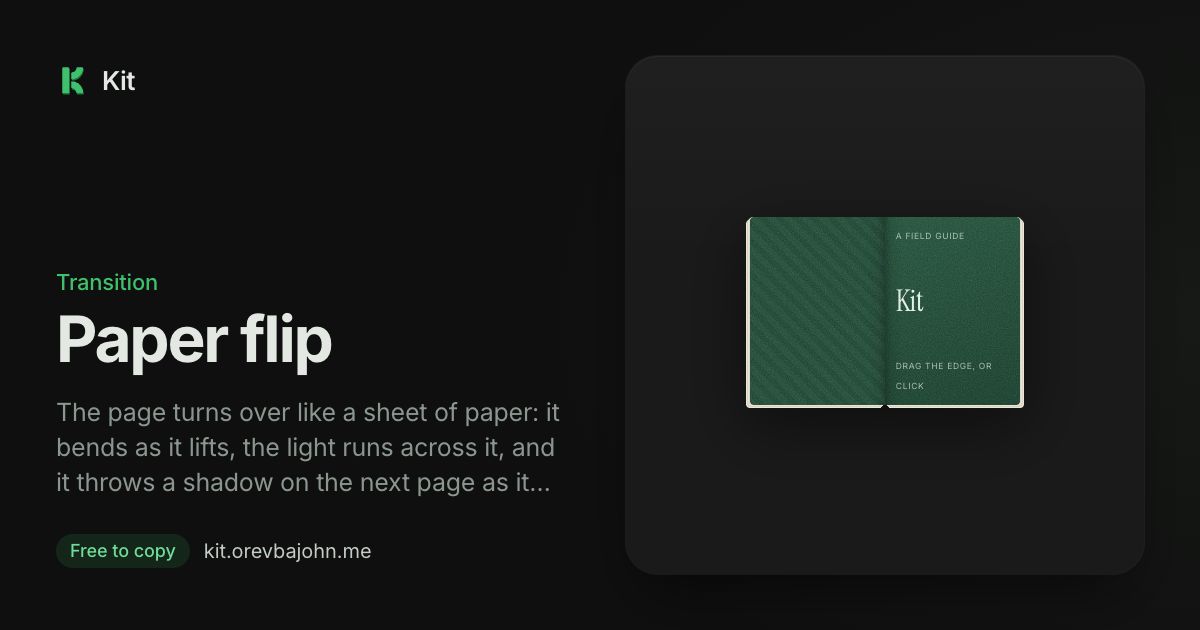 Kit
Transition
Paper flip
The page turns over like a sheet of paper: it
bends as it lifts, the light runs across it, and
it throws a shadow on the next page as it...
Free to copy
kit.orevbajohn.me
A FIELD GUIDE
Kit
DRAG THE EDGE, OR
CLICK